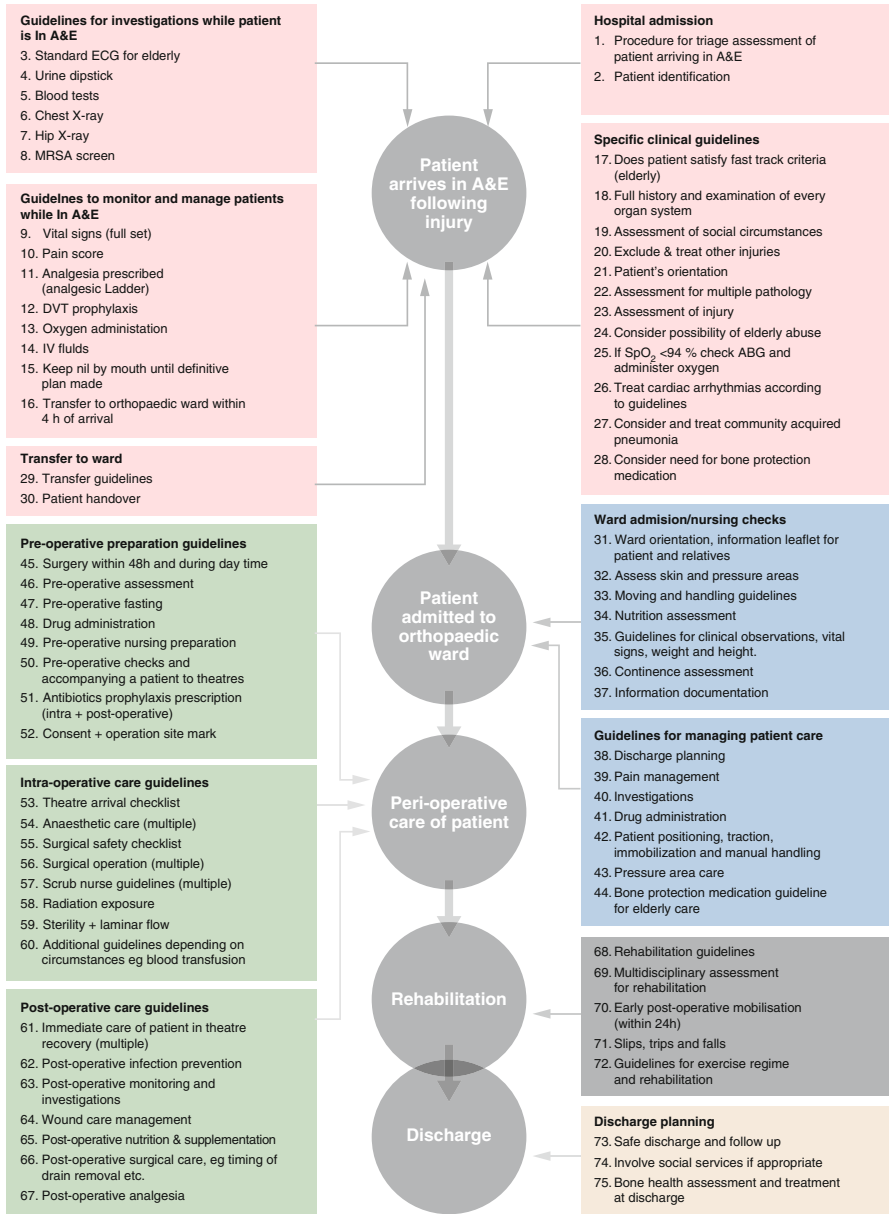 Guidelines for investigations while patient
is In A&E
3. Standard ECG for elderly
4. Urine dipstick
5. Blood tests
6. Chest X-ray
7. Hip X-ray
8. MRSA screen
Guidelnes to monitor and manage patients
while In A&E
9. Vital signs (full set)
10. Pain score
11. Analgesia prescribed
(analgesic Ladder)
12. DVT prophylaxis
13. Oxygen administation
14. IV fluIds
15. Keep nil by mouth until definitive
plan made
16. Transfer to orthopaedic ward within
4 h of arrival
Transfer to ward
29. Transfer guidelines
30. Patient handover
Pre-operative preparation guidelines
45. Surgery within 48h and during day time
46. Pre-operative assessment
47. Pre-operative fasting
48. Drug administration
49. Pre-operative nursing preparation
50. Pre-operative checks and
accompanying a patient to theatres
51. Antibiotics prophylaxis prescription
(intra + post-operative)
52. Consent + operation site mark
Intra-operative care guidelines
53. Theatre arrival checklist
54. Anaesthetic care (multiple)
55. Surgical safety checklist
56. Surgical operation (multiple)
57. Scrub nurse guidelines (multiple)
58. Radiation exposure
59. Sterility + laminar flow
60. Additional guidelines depending on
circumstances eg blood transfusion
Post-operative care guidelines
61. Immediate care of patient in theatre
recovery (multiple)
62. Post-operative infection prevention
63. Post-operative monitoring and
investigations
64. Wound care management
65. Post-operative nutrition & supplementation
66. Post-operative surgical care, eg timing of
drain removal etc.
67. Post-operative analgesia
Patient
arrives in A&E
following
injury
Patient
admitted to
orthopaedic
ward
Peri-operative
care of patient
Rehabilitation
Discharge
Hospital admission
1. Procedure for triage assessment of
patient arriving in A&E
2. Patient identification
Specific clinical guidelines
17. Does patient satisfy fast track criteria
(elderly)
18. Full history and examination of every
organ system
19. Assessment of social circumstances
20. Exclude & treat other injuries
21. Patient's orientation
22. Assessment for multiple pathology
23. Assessment of injury
24. Consider possibility of elderly abuse
25. If SpO2 <94 % check ABG and
administer oxygen
26. Treat cardiac arrhythmias according
to guidelines
27. Consider and treat community acquired
pneumonia
28. Consider need for bone protection
medication
Ward admision/nursing checks
31. Ward orientation, information leaflet for
patient and relatives
32. Assess skin and pressure areas
33. Moving and handling guidelines
34. Nutrition assessment
35. Guidelines for clinical observations, vital
signs, weight and height.
36. Continence assessment
37. Information documentation
Guidelines for managing patient care
38. Discharge planning
39. Pain management
40. Investigations
41. Drug administration
42. Patient positioning, traction,
immobilization and manual handling
43. Pressure area care
44. Bone protection medication guideline
for elderly care
68. Rehabilitation guidelines
69. Multidisciplinary assessment
for rehabilitation
70. Early post-operative mobilisation
(within 24h)
71. Slips, trips and falls
72. Guidelines for exercise regime
and rehabilitation
Discharge planning
73. Safe discharge and follow up
74. Involve social services if appropriate
75. Bone health assessment and treatment
at discharge